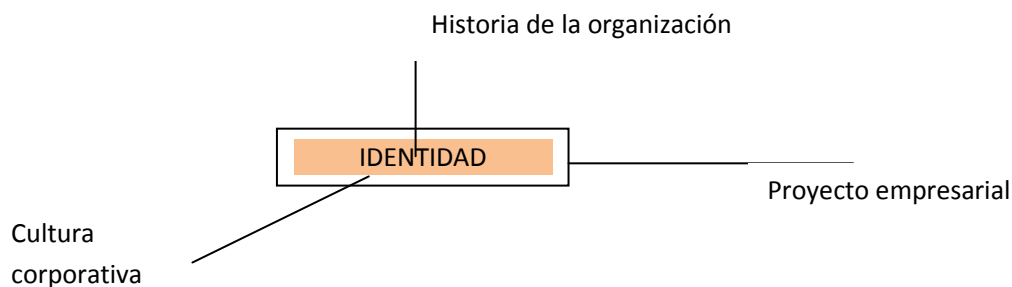 Historia de la organización
IDENTIDAD
Proyecto empresarial
Cultura
corporativa